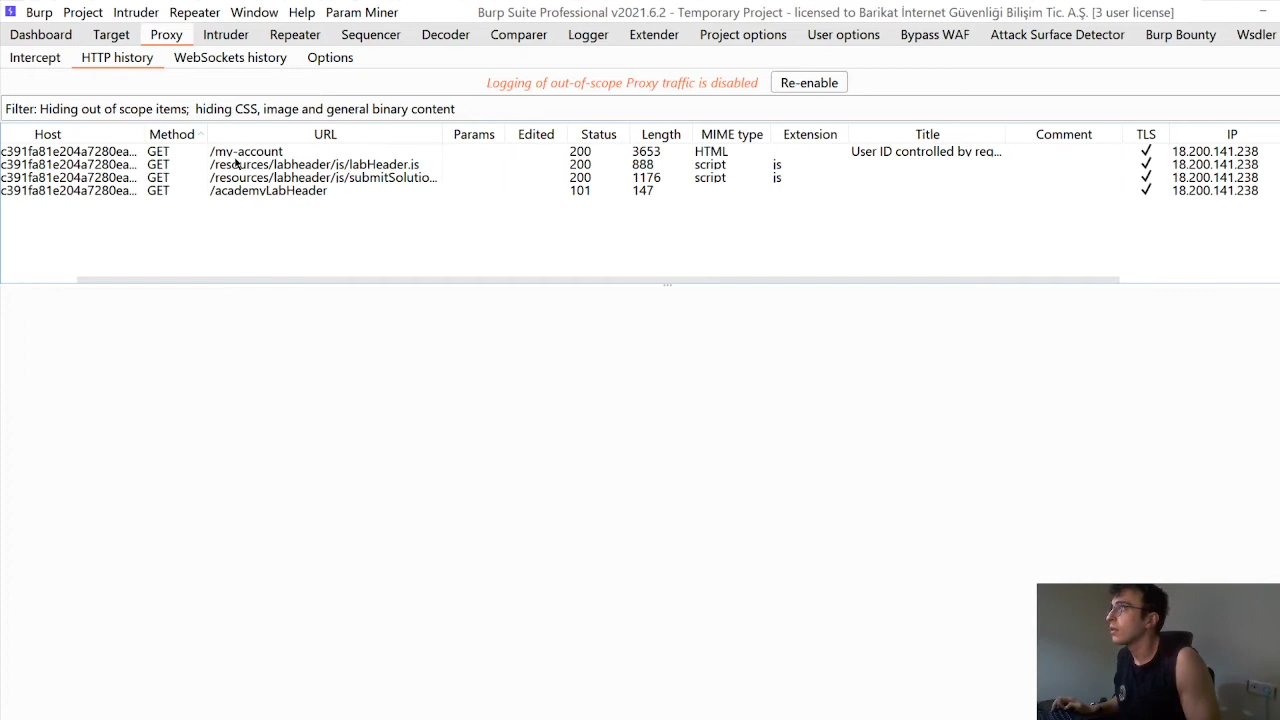 Burp Project Intruder Repeater Window Help Param Miner Burp Suite Professional v2021.6.2 - Temporary Project - licensed to Barikat İnternet Güvenliği Bilişim Tic. A.Ş. [3 user license]
Dashboard Target Proxy Intruder Repeater Sequencer Decoder Comparer Logger Extender Project options User options Bypass WAF Attack Surface Detector Burp Bounty Wsdler
Intercept HTTP history WebSockets history Options
Logging of out-of-scope Proxy traffic is disabled Re-enable
Filter: Hiding out of scope items; hiding CSS, image and general binary content
Host Method URL Params Edited Status Length MIME type Extension Title Comment TLS IP
c391fa81e204a7280ea... GET /my-account 200 3653 HTML User ID controlled by req... ✓ 18.200.141.238
c391fa81e204a7280ea... GET /resources/labheader/js/labHeader.js 200 888 script js ✓ 18.200.141.238
c391fa81e204a7280ea... GET /resources/labheader/js/submitSolutio... 200 1176 script js ✓ 18.200.141.238
c391fa81e204a7280ea... GET /academyLabHeader 101 147 ✓ 18.200.141.238